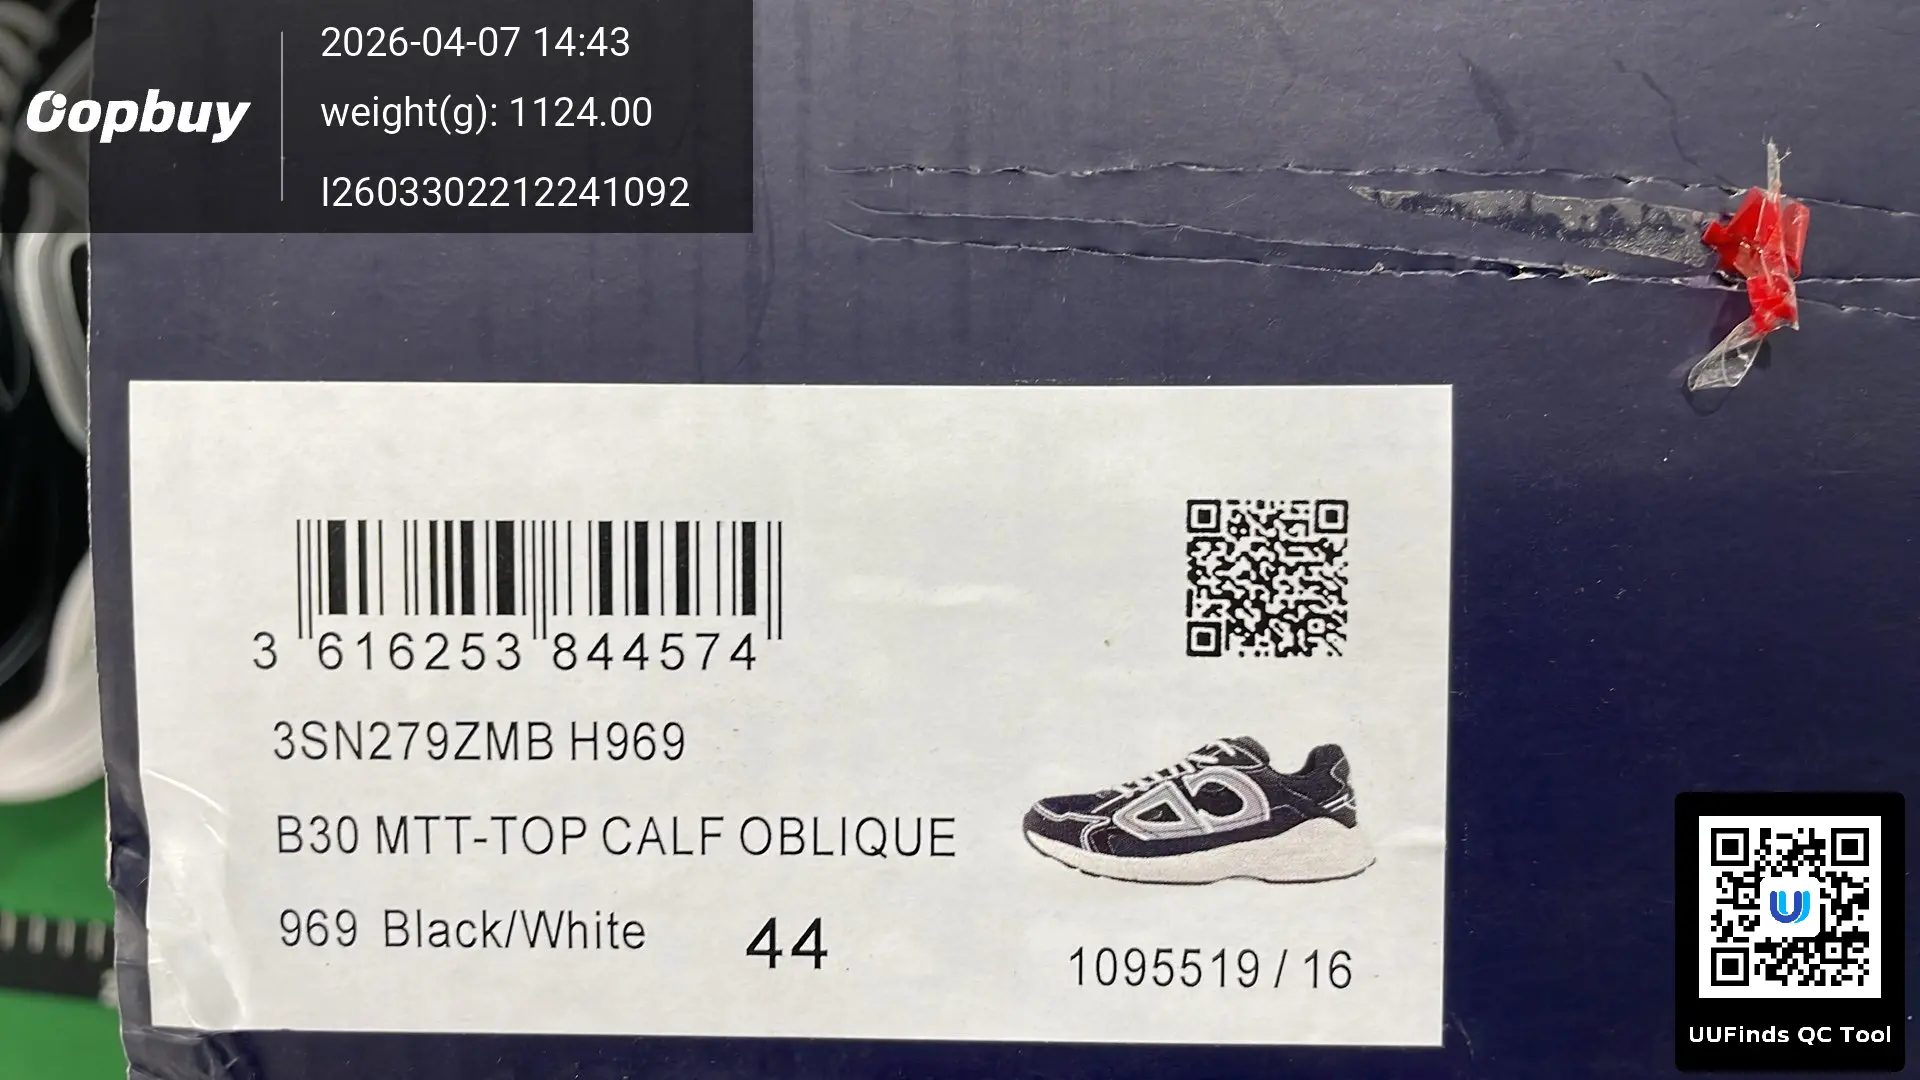 Oopbuy
2026-04-07 14:43
weight(g): 1124.00
I2603302212241092
3 616253 844574
3SN279ZMB H969
B30 MTT-TOP CALF OBLIQUE
969 Black/White 44
1095519 / 16
UUFinds QC Tool